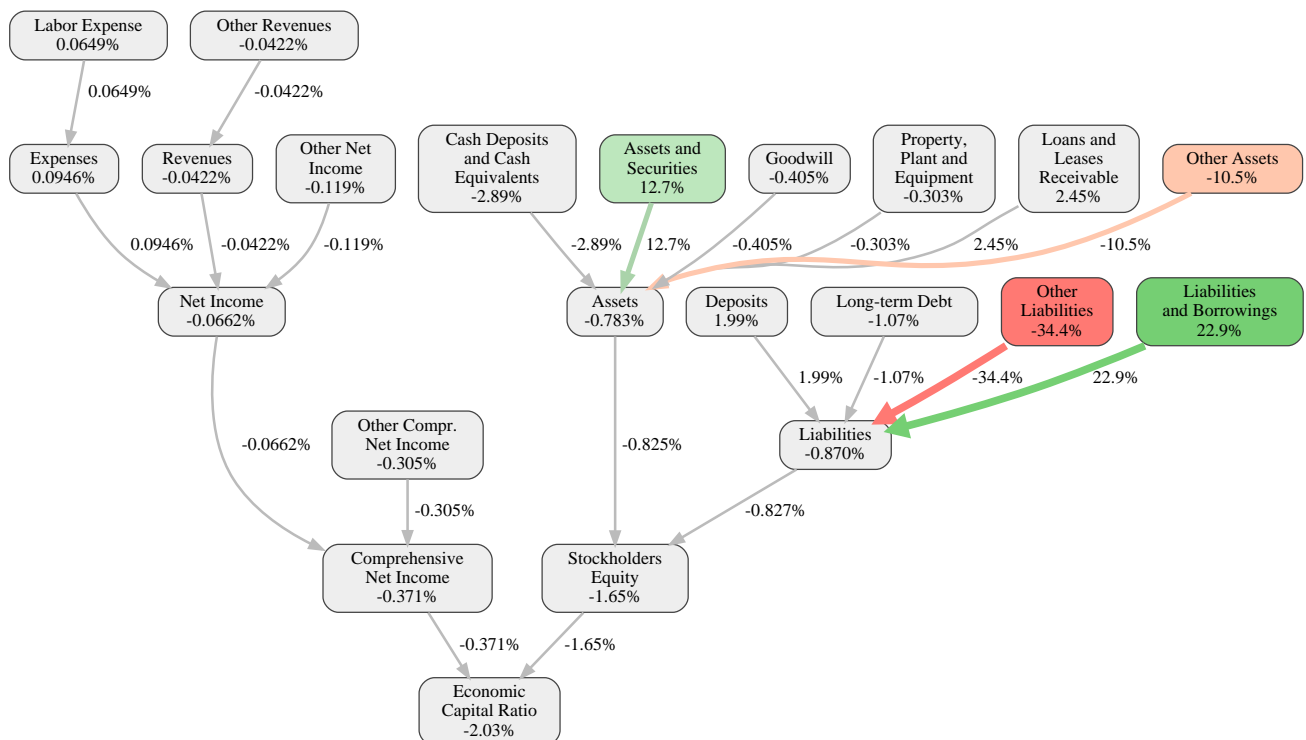 Labor Expense
0.0649%
Other Revenues
-0.0422%
0.0649%
-0.0422%
Expenses
0.0946%
Revenues
-0.0422%
Other Net
Income
-0.119%
Cash Deposits
and Cash
Equivalents
-2.89%
Assets and
Securities
12.7%
Goodwill
-0.405%
Property,
Plant and
Equipment
-0.303%
Loans and
Leases
Receivable
2.45%
Other Assets
-10.5%
0.0946%
-0.0422%
-0.119%
-2.89%
12.7%
-0.405%
-0.303%
2.45%
-10.5%
Net Income
-0.0662%
Assets
-0.783%
Deposits
1.99%
Long-term Debt
-1.07%
Other
Liabilities
-34.4%
Liabilities
and Borrowings
22.9%
1.99%
-1.07%
-34.4%
22.9%
-0.0662%
Other Compr.
Net Income
-0.305%
-0.825%
Liabilities
-0.870%
-0.305%
-0.827%
Comprehensive
Net Income
-0.371%
Stockholders
Equity
-1.65%
-0.371%
-1.65%
Economic
Capital Ratio
-2.03%